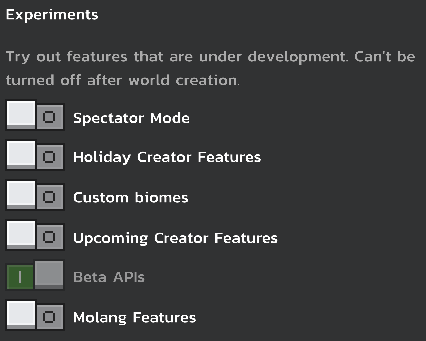 Experiments
Try out features that are under development. Can't be
turned off after world creation.
Spectator Mode
Holiday Creator Features
Custom biomes
Upcoming Creator Features
Beta APIs
Molang Features